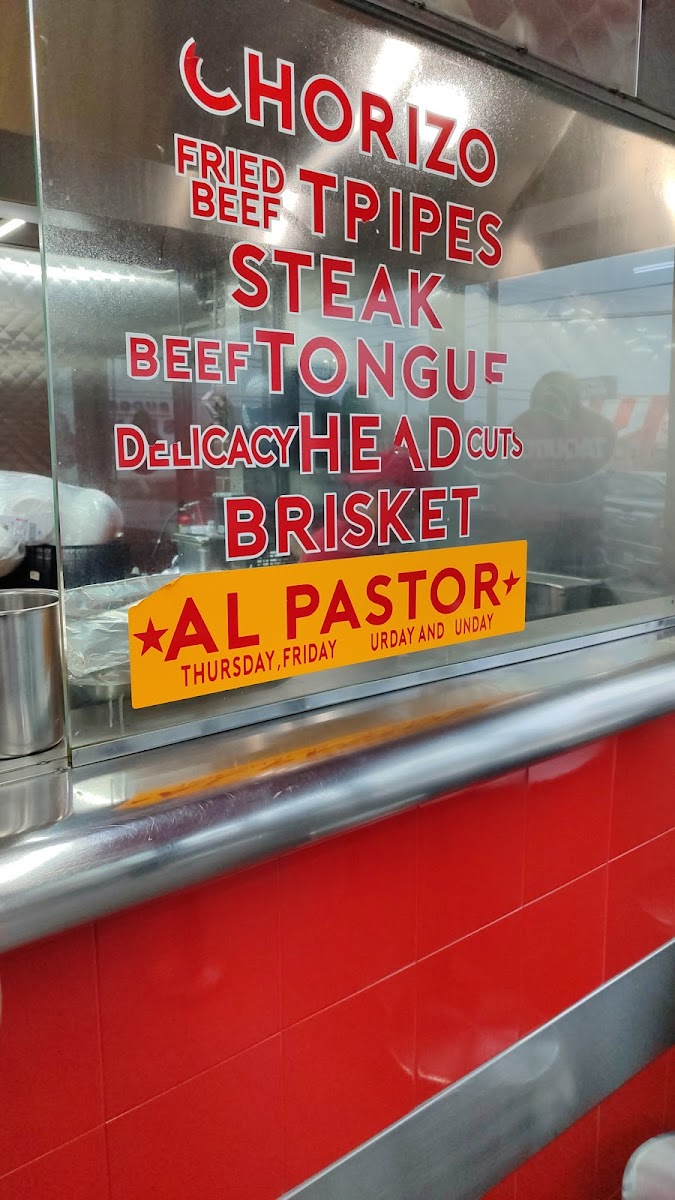 CHORIZO
FRIED BEEF TPIPES
STEAK
BEEF TONGUE
DELICACY HEAD CUTS
BRISKET
AL PASTOR
THURSDAY, FRIDAY URDAY AND UNDAY